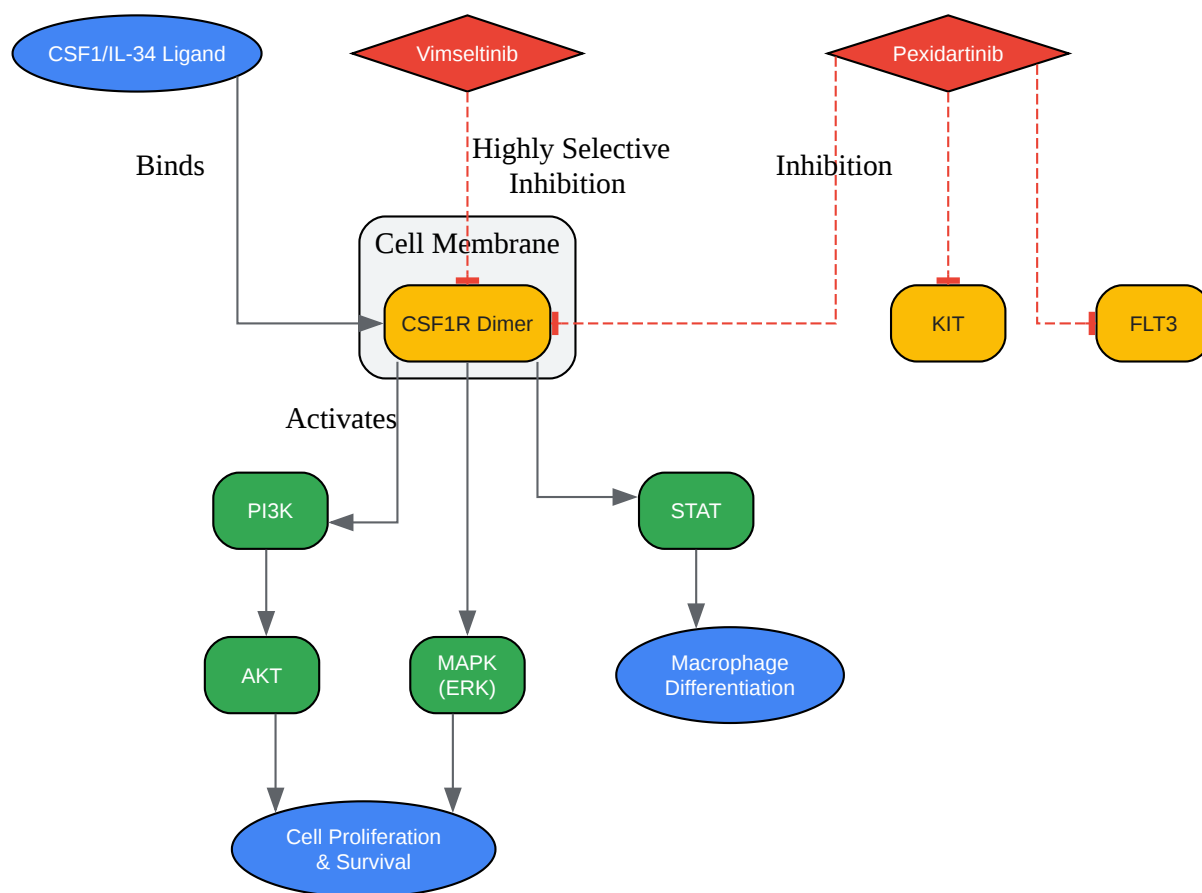 CSF1/IL-34 Ligand
Vimseltinib
Pexidartinib
Binds
Highly Selective
Inhibition
Inhibition
Cell Membrane
CSF1R Dimer
KIT
FLT3
Activates
PI3K
STAT
AKT
MAPK
(ERK)
Macrophage
Differentiation
Cell Proliferation
& Survival